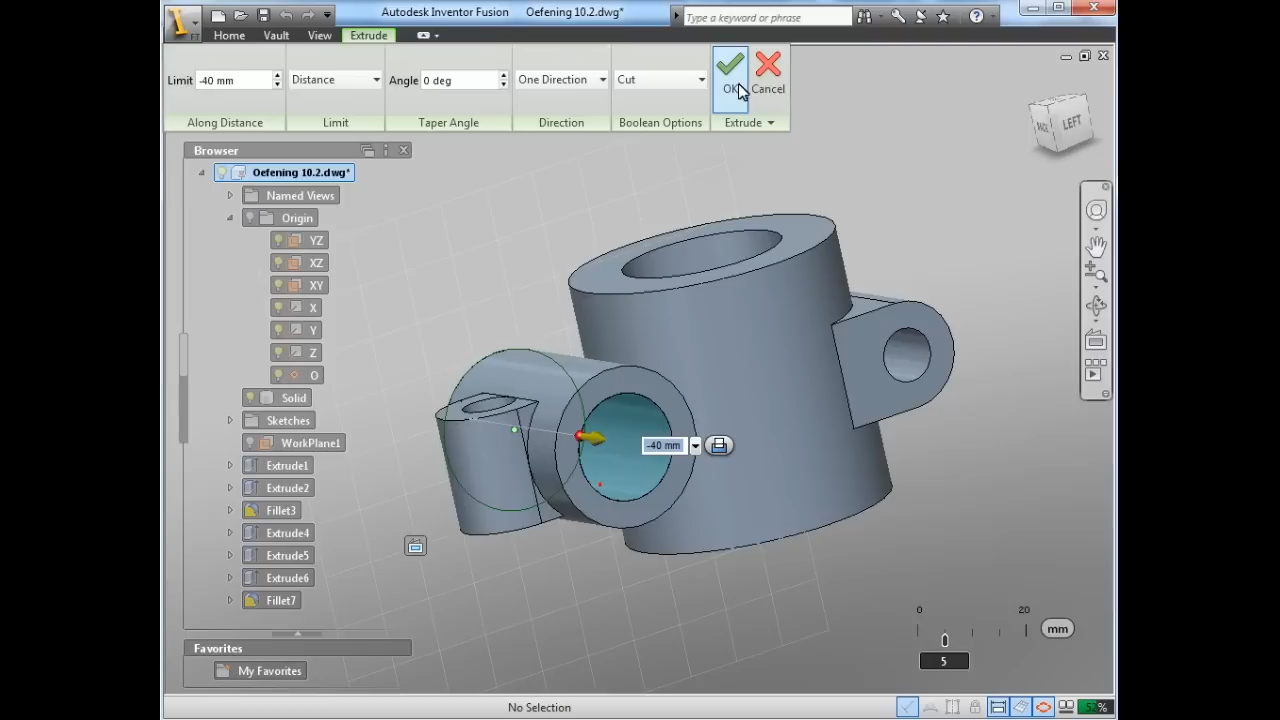 Autodesk Inventor Fusion Oefening 10.2.dwg*
Type a keyword or phrase
Home Vault View Extrude
Limit -40 mm Distance Angle 0 deg One Direction Cut OK Cancel
Along Distance Limit Taper Angle Direction Boolean Options Extrude
Browser
Oefening 10.2.dwg*
Named Views
Origin
YZ
XZ
XY
X
Y
Z
O
Solid
Sketches
WorkPlane1
Extrude1
Extrude2
Fillet3
Extrude4
Extrude5
Extrude6
Fillet7
Favorites
My Favorites
LEFT
-40 mm
0 20
mm
5
No Selection